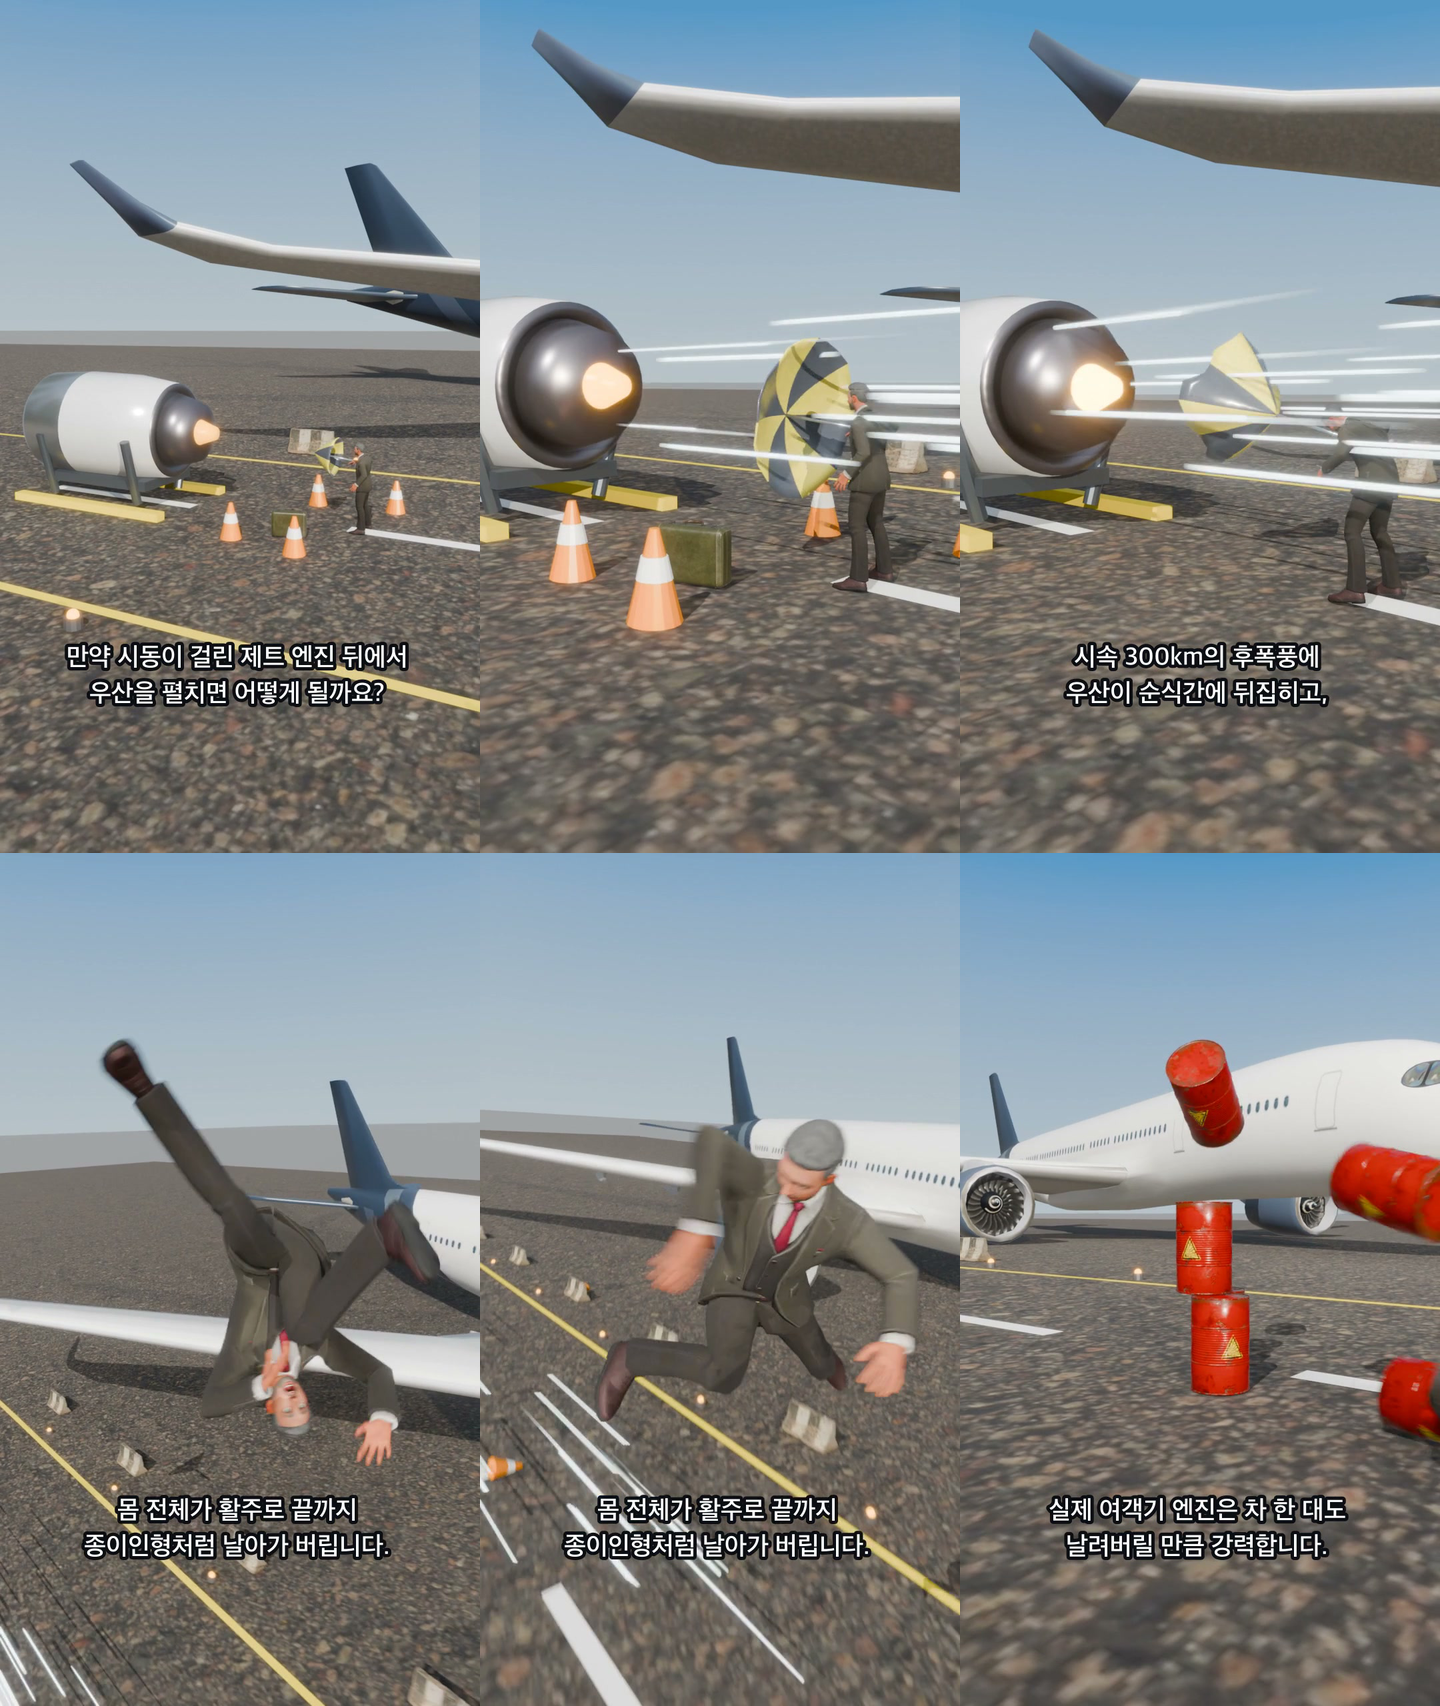 만약 시동이 걸린 제트 엔진 뒤에서
우산을 펼치면 어떻게 될까요?
시속 300km의 후폭풍에
우산이 순식간에 뒤집히고,
몸 전체가 활주로 끝까지
종이인형처럼 날아가 버립니다.
몸 전체가 활주로 끝까지
종이인형처럼 날아가 버립니다.
실제 여객기 엔진은 차 한 대도
날려버릴 만큼 강력합니다.